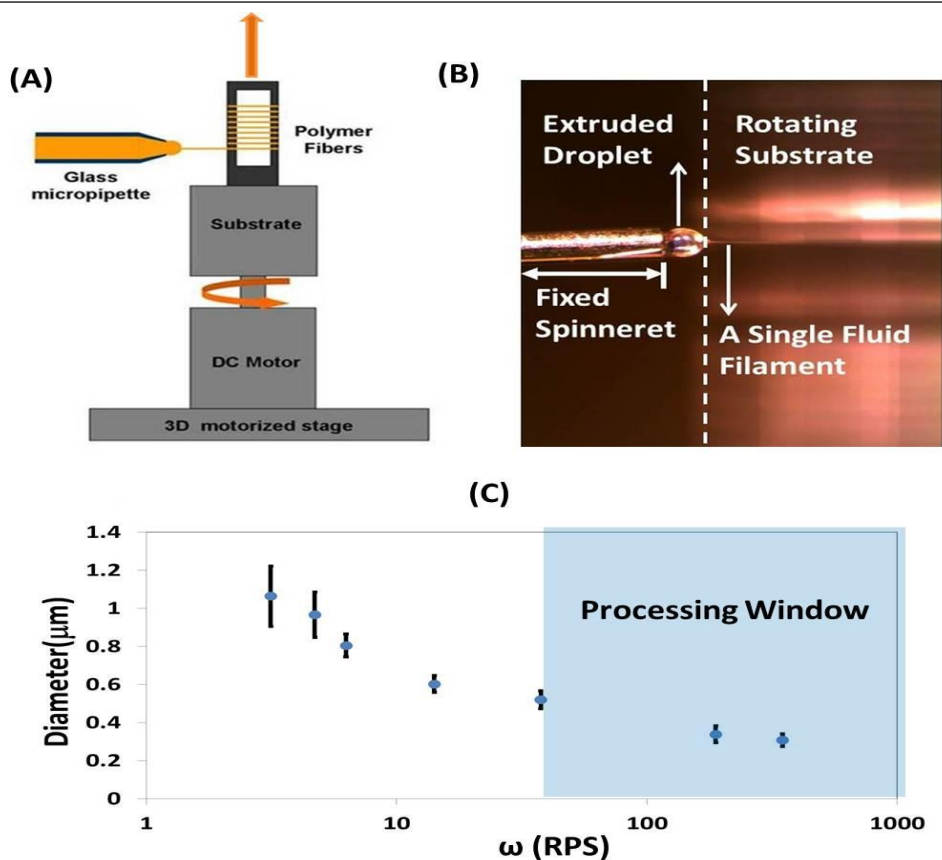 (A)
Polymer
Fibers
Glass
micropipette
Substrate
DC Motor
3D motorized stage
(B)
Extruded
Droplet
Rotating
Substrate
Fixed
Spinneret
A Single Fluid
Filament
(C)
Processing Window
Diameter(μm)
1.4
1.2
1
0.8
0.6
0.4
0.2
0
1
10
100
1000
ω (RPS)